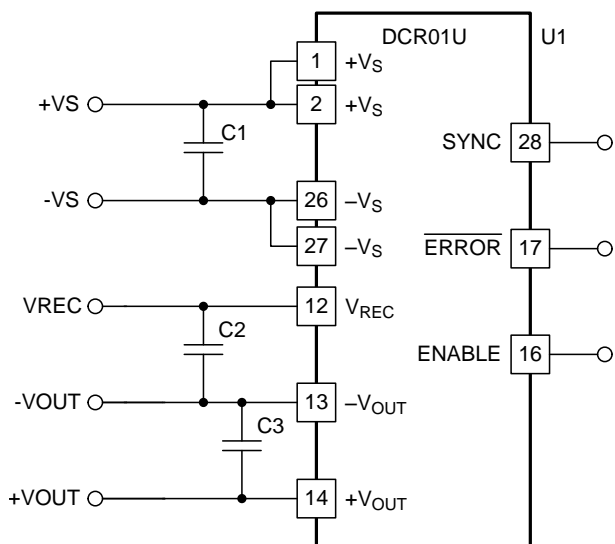 DCR01U U1
1 +VS
+VS 2 +VS
C1
SYNC 28
-VS 26 –VS
27 –VS
ERROR 17
VREC 12 VREC
C2
ENABLE 16
-VOUT 13 –VOUT
C3
+VOUT 14 +VOUT